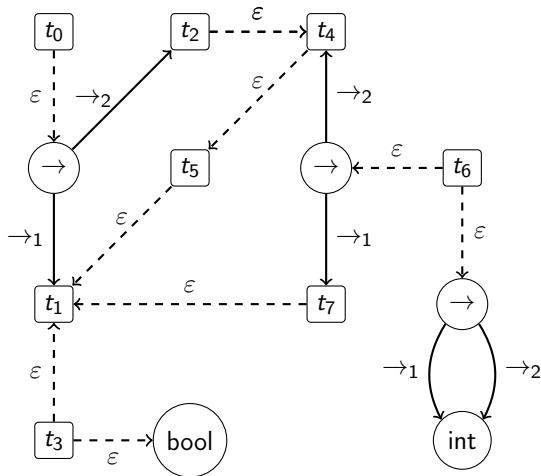 t₀ t₂ ε t₄
ε →₂ →₂
→ t₅ ε → ε t₆
→₁ ε →₁ ε
t₁ ε t₇ →
ε →₁ →₂
t₃ ε bool int